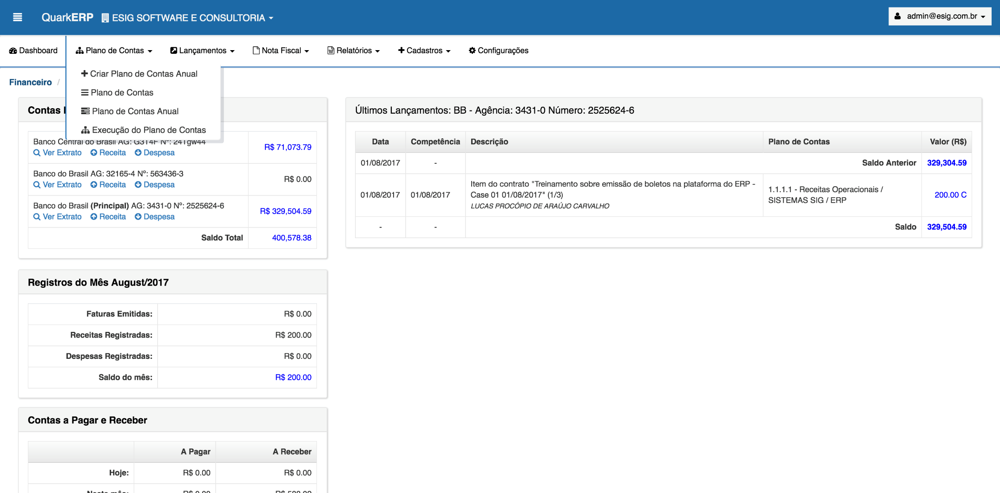 QuarkERP ESIG SOFTWARE E CONSULTORIA
admin@esig.com.br
Dashboard
Plano de Contas
Lançamentos
Nota Fiscal
Relatórios
Cadastros
Configurações
Criar Plano de Contas Anual
Plano de Contas
Plano de Contas Anual
Execução do Plano de Contas
Financeiro /
Contas
Banco Central do Brasil AG: G314F Nº: 241gw44
Ver Extrato Receita Despesa
R$ 71,073.79
Banco do Brasil AG: 32165-4 Nº: 563436-3
Ver Extrato Receita Despesa
R$ 0.00
Banco do Brasil (Principal) AG: 3431-0 Nº: 2525624-6
Ver Extrato Receita Despesa
R$ 329,504.59
Saldo Total 400,578.38
Registros do Mês August/2017
Faturas Emitidas: R$ 0.00
Receitas Registradas: R$ 200.00
Despesas Registradas: R$ 0.00
Saldo do mês: R$ 200.00
Contas a Pagar e Receber
A Pagar A Receber
Hoje: R$ 0.00 R$ 0.00
Neste mês: R$ 0.00
Últimos Lançamentos: BB - Agência: 3431-0 Número: 2525624-6
Data Competência Descrição Plano de Contas Valor (R$)
01/08/2017 - Saldo Anterior 329,304.59
01/08/2017 01/08/2017
Item do contrato "Treinamento sobre emissão de boletos na plataforma do ERP -
Case 01 01/08/2017" (1/3)
LUCAS PROCÓPIO DE ARAÚJO CARVALHO
1.1.1.1 - Receitas Operacionais /
SISTEMAS SIG / ERP
200.00 C
- - Saldo 329,504.59